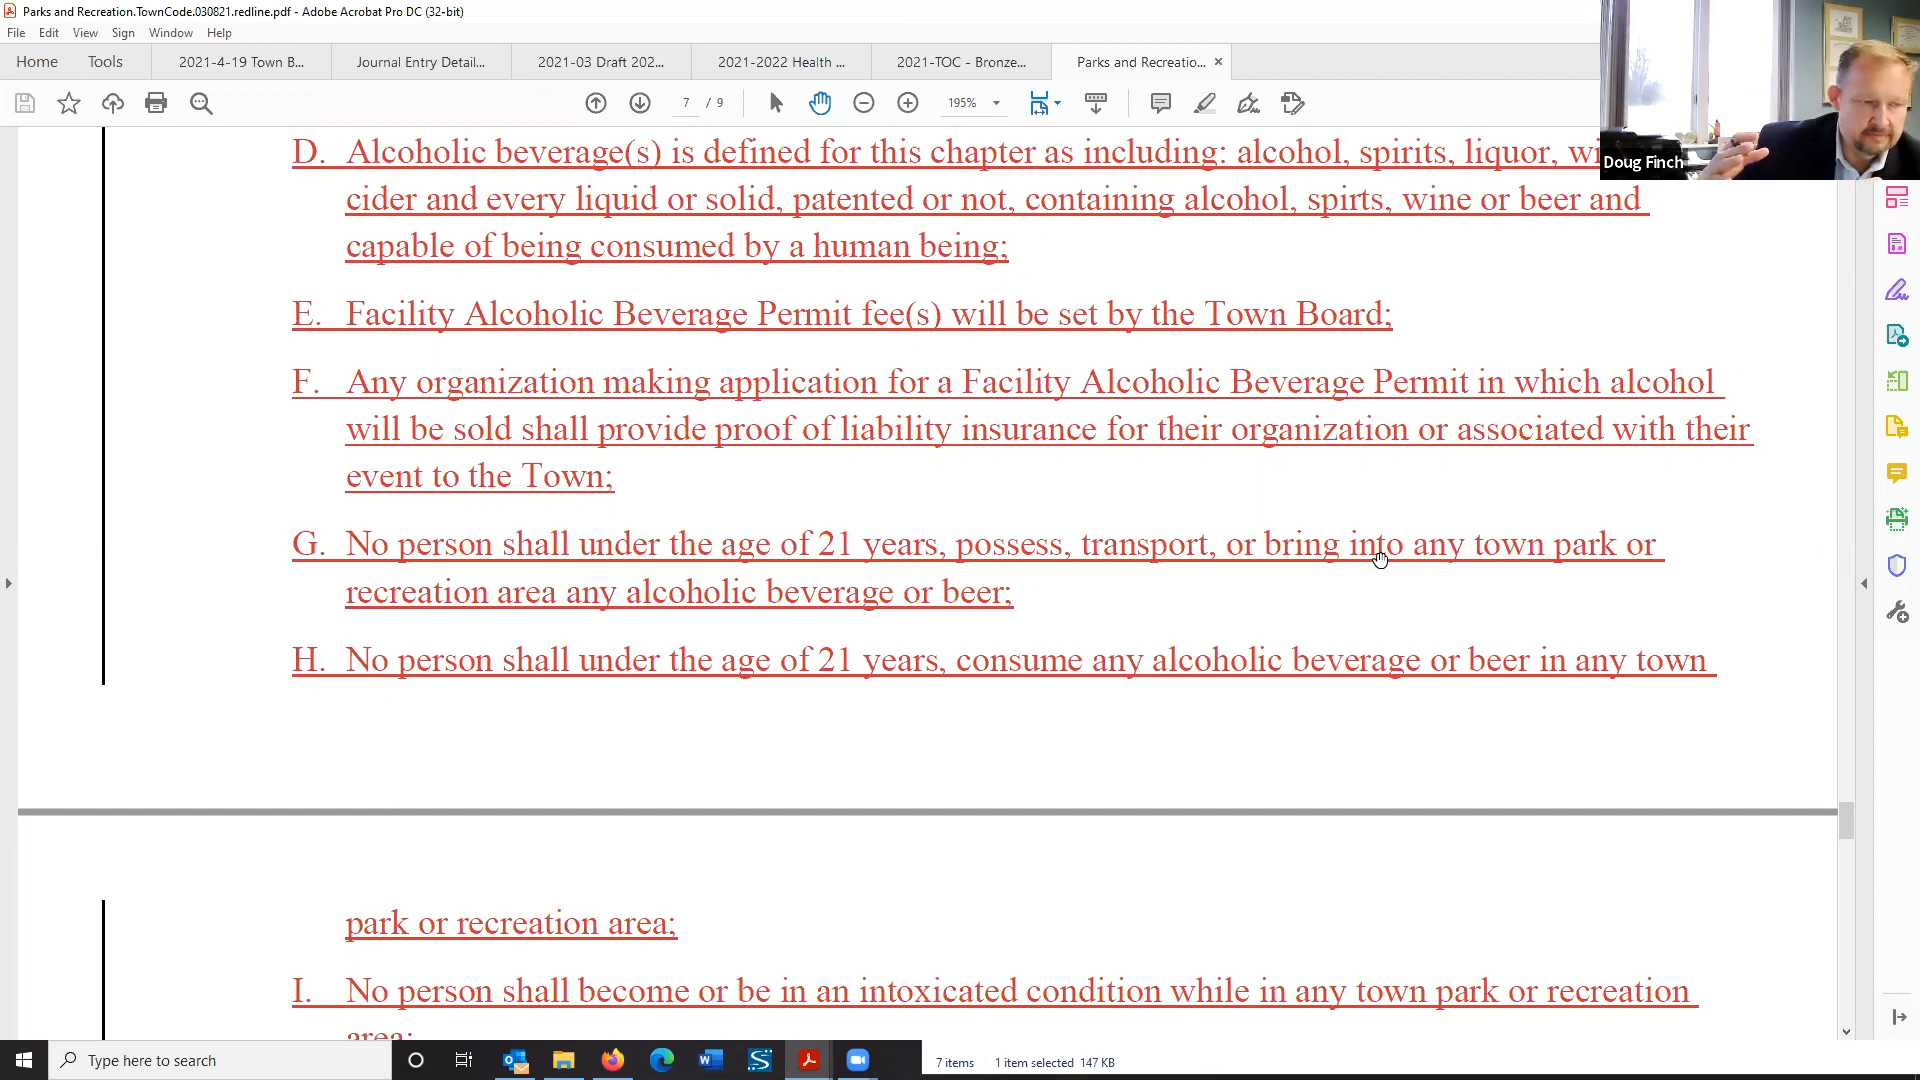 Parks and Recreation.TownCode.030821.redline.pdf - Adobe Acrobat Pro DC (32-bit)
File Edit View Sign Window Help
Home Tools 2021-4-19 Town B... Journal Entry Detail... 2021-03 Draft 202... 2021-2022 Health ... 2021-TOC - Bronze... Parks and Recreatio... ×
7 / 9 195%
Doug Finch
D. Alcoholic beverage(s) is defined for this chapter as including: alcohol, spirits, liquor,
cider and every liquid or solid, patented or not, containing alcohol, spirts, wine or beer and
capable of being consumed by a human being;
E. Facility Alcoholic Beverage Permit fee(s) will be set by the Town Board;
F. Any organization making application for a Facility Alcoholic Beverage Permit in which alcohol
will be sold shall provide proof of liability insurance for their organization or associated with their
event to the Town;
G. No person shall under the age of 21 years, possess, transport, or bring into any town park or
recreation area any alcoholic beverage or beer;
H. No person shall under the age of 21 years, consume any alcoholic beverage or beer in any town
park or recreation area;
I. No person shall become or be in an intoxicated condition while in any town park or recreation
area;
Type here to search
7 items 1 item selected 147 KB